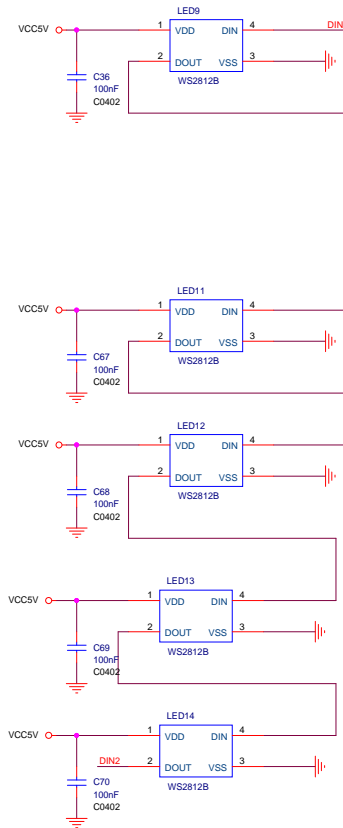 LED9
VCC5V
1 VDD DIN 4 DIN
2 DOUT VSS 3
C36
100nF
C0402
WS2812B
LED11
VCC5V
1 VDD DIN 4
2 DOUT VSS 3
C67
100nF
C0402
WS2812B
LED12
VCC5V
1 VDD DIN 4
2 DOUT VSS 3
C68
100nF
C0402
WS2812B
LED13
VCC5V
1 VDD DIN 4
2 DOUT VSS 3
C69
100nF
C0402
WS2812B
LED14
VCC5V
1 VDD DIN 4
DIN2 2 DOUT VSS 3
C70
100nF
C0402
WS2812B